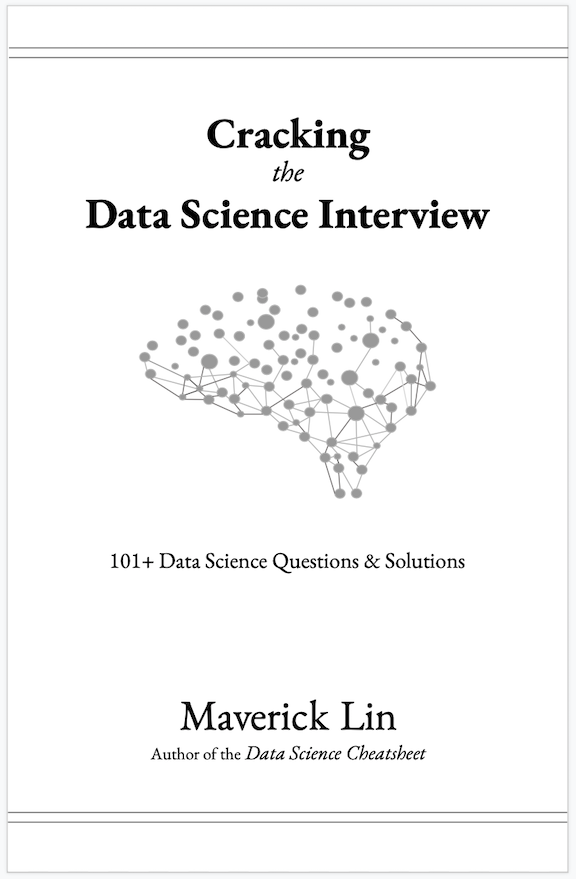 Cracking
the
Data Science Interview
101+ Data Science Questions & Solutions
Maverick Lin
Author of the Data Science Cheatsheet